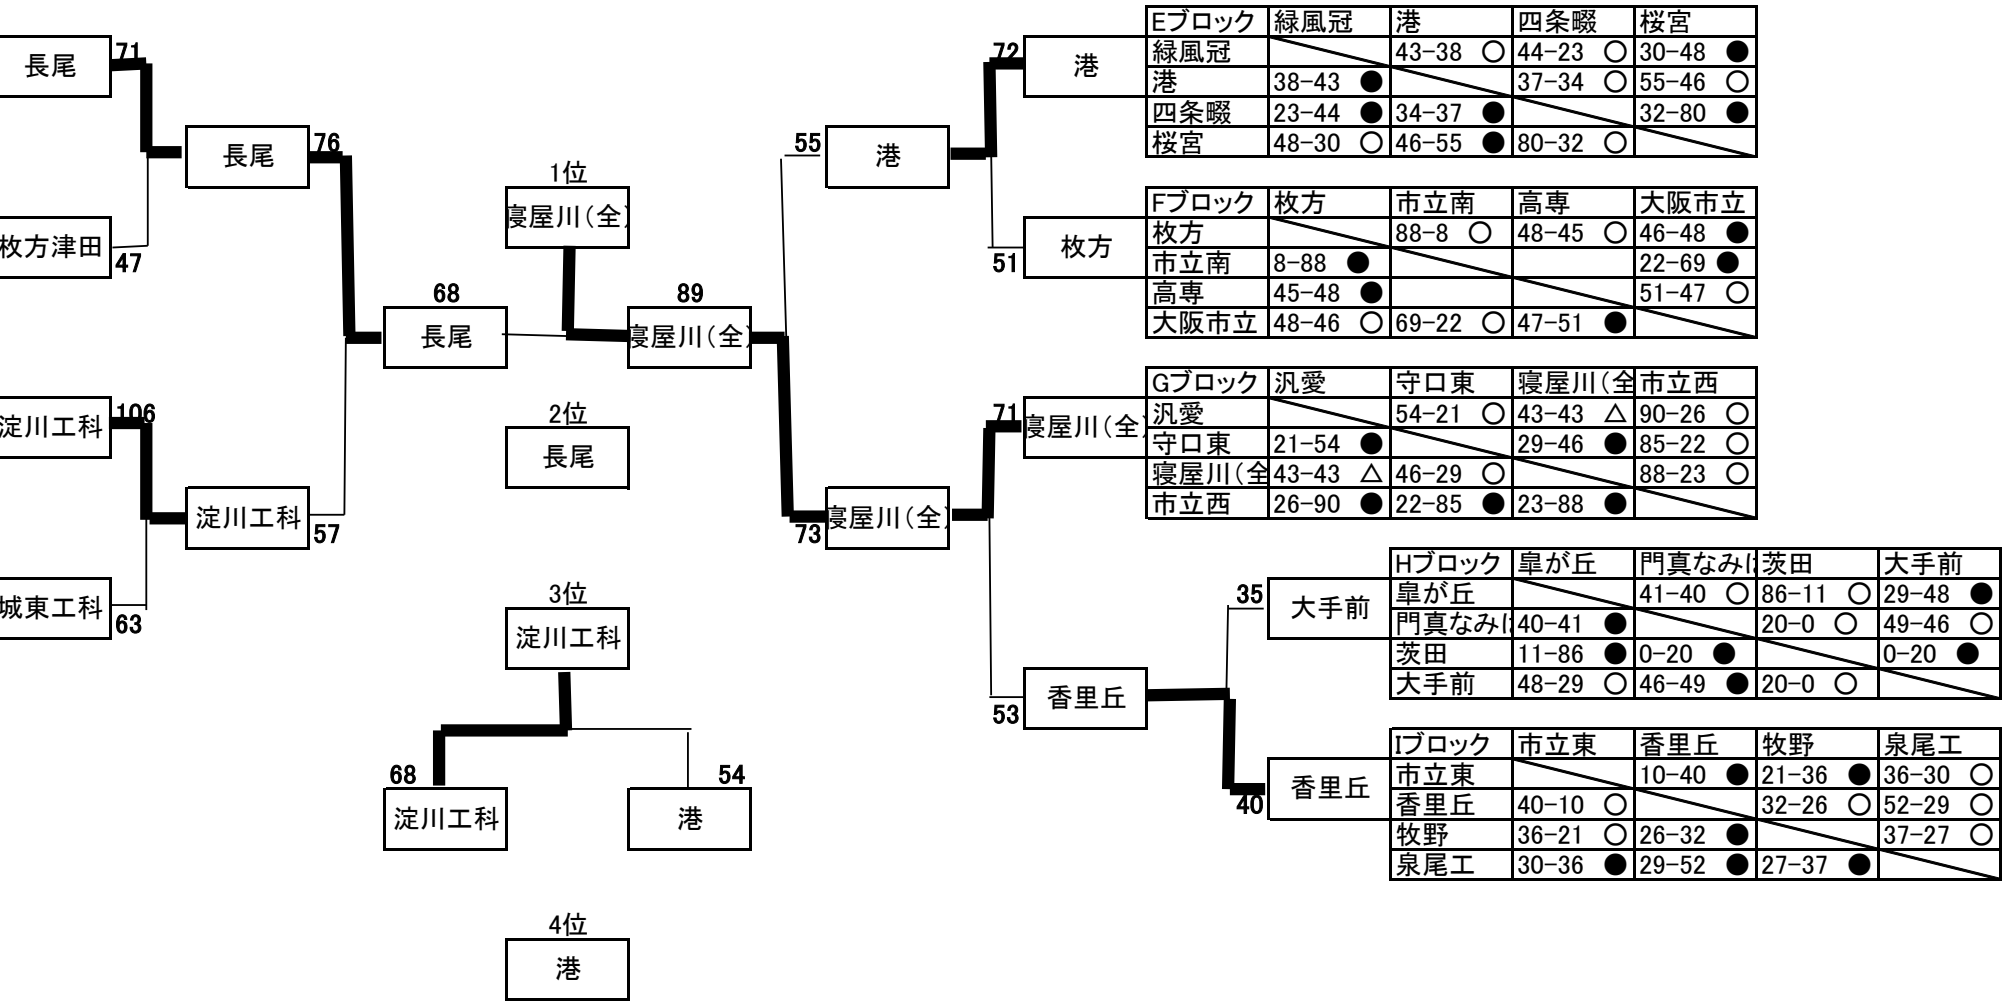 長尾
71
枚方津田
47
淀川工科
106
城東工科
63
長尾
76
淀川工科
57
長尾
68
1位
寝屋川(全)
89
寝屋川(全)
2位
長尾
3位
淀川工科
68
淀川工科
54
港
4位
港
55
港
73
寝屋川(全)
72
港
51
枚方
71
寝屋川(全)
53
香里丘
35
大手前
40
香里丘
Eブロック 緑風冠 港 四条畷 桜宮
緑風冠 43-38 ○ 44-23 ○ 30-48 ●
港 38-43 ● 37-34 ○ 55-46 ○
四条畷 23-44 ● 34-37 ● 32-80 ●
桜宮 48-30 ○ 46-55 ● 80-32 ○
Fブロック 枚方 市立南 高専 大阪市立
枚方 88-8 ○ 48-45 ○ 46-48 ●
市立南 8-88 ● 22-69 ●
高専 45-48 ● 51-47 ○
大阪市立 48-46 ○ 69-22 ○ 47-51 ●
Gブロック 汎愛 守口東 寝屋川(全 市立西
汎愛 54-21 ○ 43-43 △ 90-26 ○
守口東 21-54 ● 29-46 ● 85-22 ○
寝屋川(全 43-43 △ 46-29 ○ 88-23 ○
市立西 26-90 ● 22-85 ● 23-88 ●
Hブロック 皐が丘 門真なみは 茨田 大手前
皐が丘 41-40 ○ 86-11 ○ 29-48 ●
門真なみは 40-41 ● 20-0 ○ 49-46 ○
茨田 11-86 ● 0-20 ● 0-20 ●
大手前 48-29 ○ 46-49 ● 20-0 ○
Iブロック 市立東 香里丘 牧野 泉尾工
市立東 10-40 ● 21-36 ● 36-30 ○
香里丘 40-10 ○ 32-26 ○ 52-29 ○
牧野 36-21 ○ 26-32 ● 37-27 ○
泉尾工 30-36 ● 29-52 ● 27-37 ●